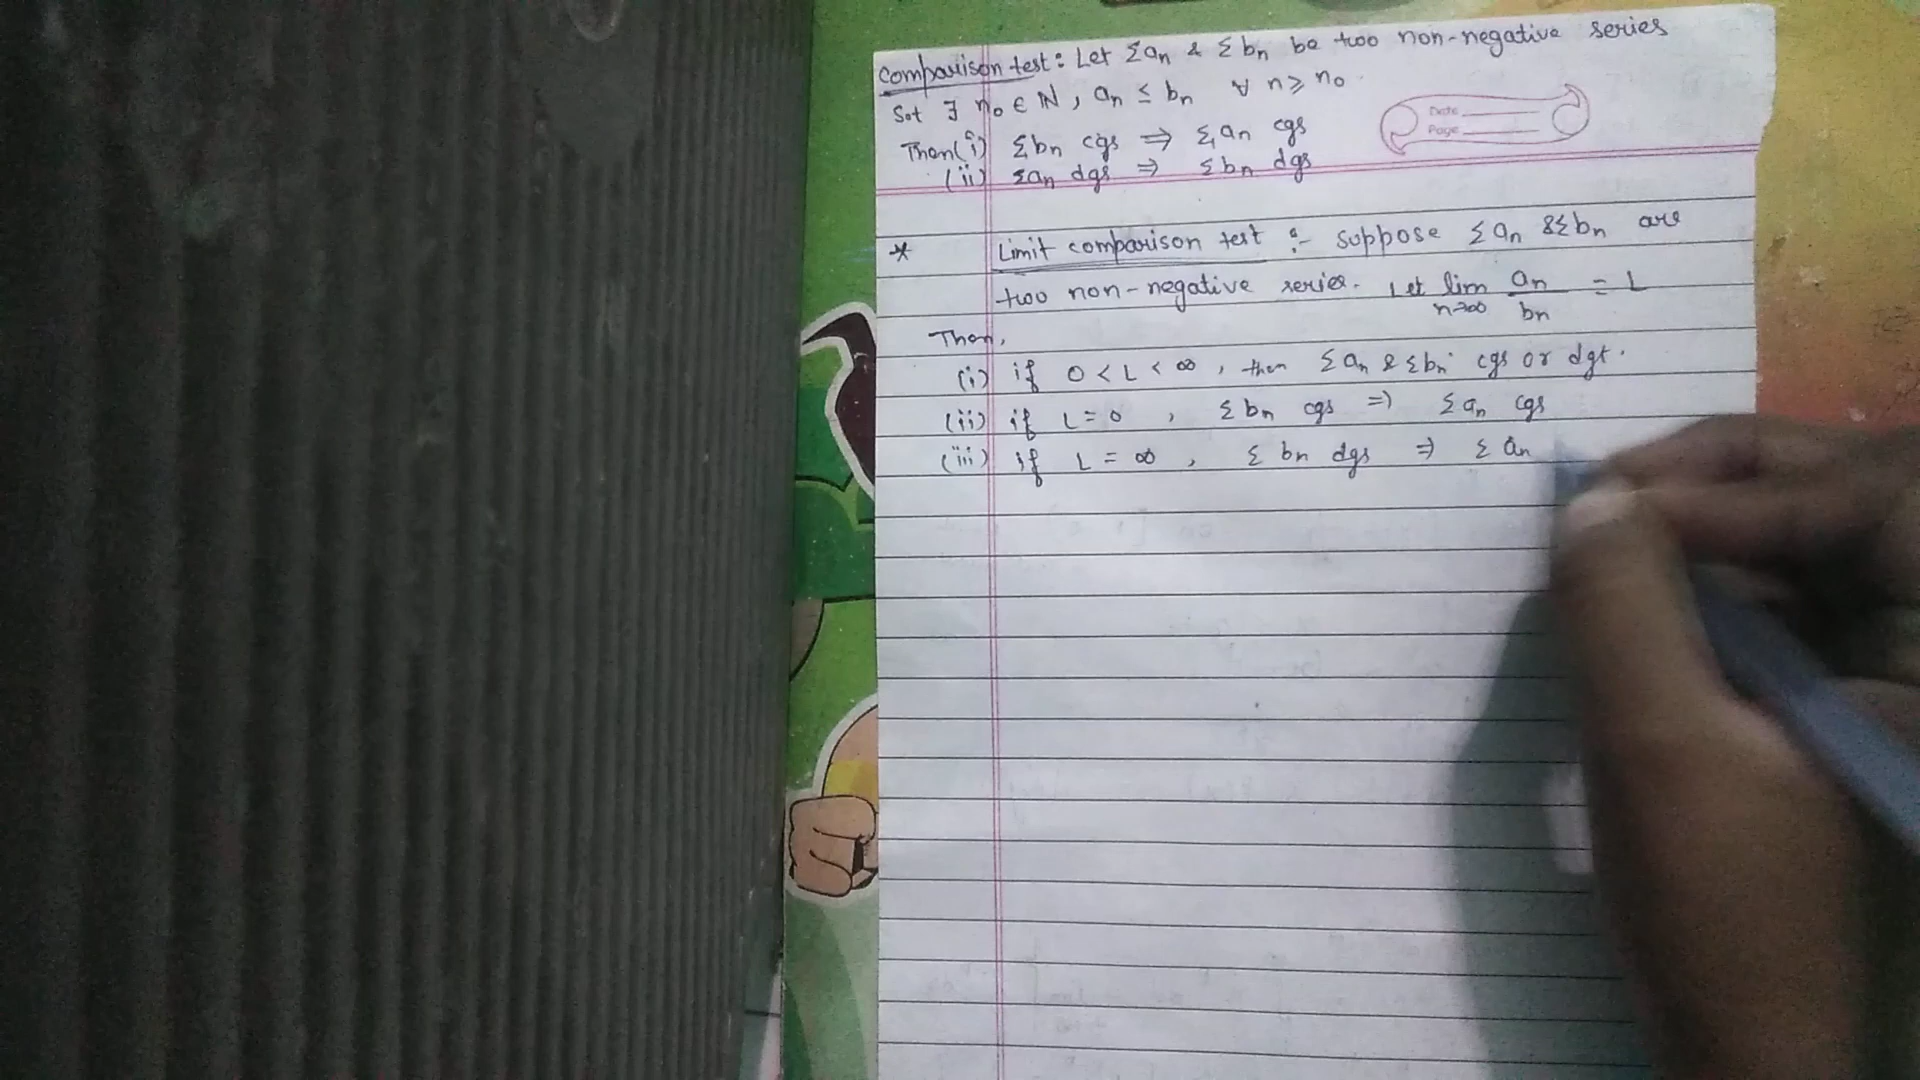 Comparison test: Let Σan & Σbn be two non-negative series
Sot ∃ n₀ ∈ ℕ, an ≤ bn ∀ n ≥ n₀.
Date
Page
Then (i) Σbn cgs ⇒ Σan cgs
(ii) Σan dgs ⇒ Σbn dgs
* Limit comparison test :- suppose Σan & Σbn are
two non-negative series. Let lim n→∞ an/bn = L
Then,
(i) if 0 < L < ∞, then Σan & Σbn cgs or dgt.
(ii) if L = 0, Σbn cgs ⇒ Σan cgs
(iii) if L = ∞, Σ bn dgs ⇒ Σ an